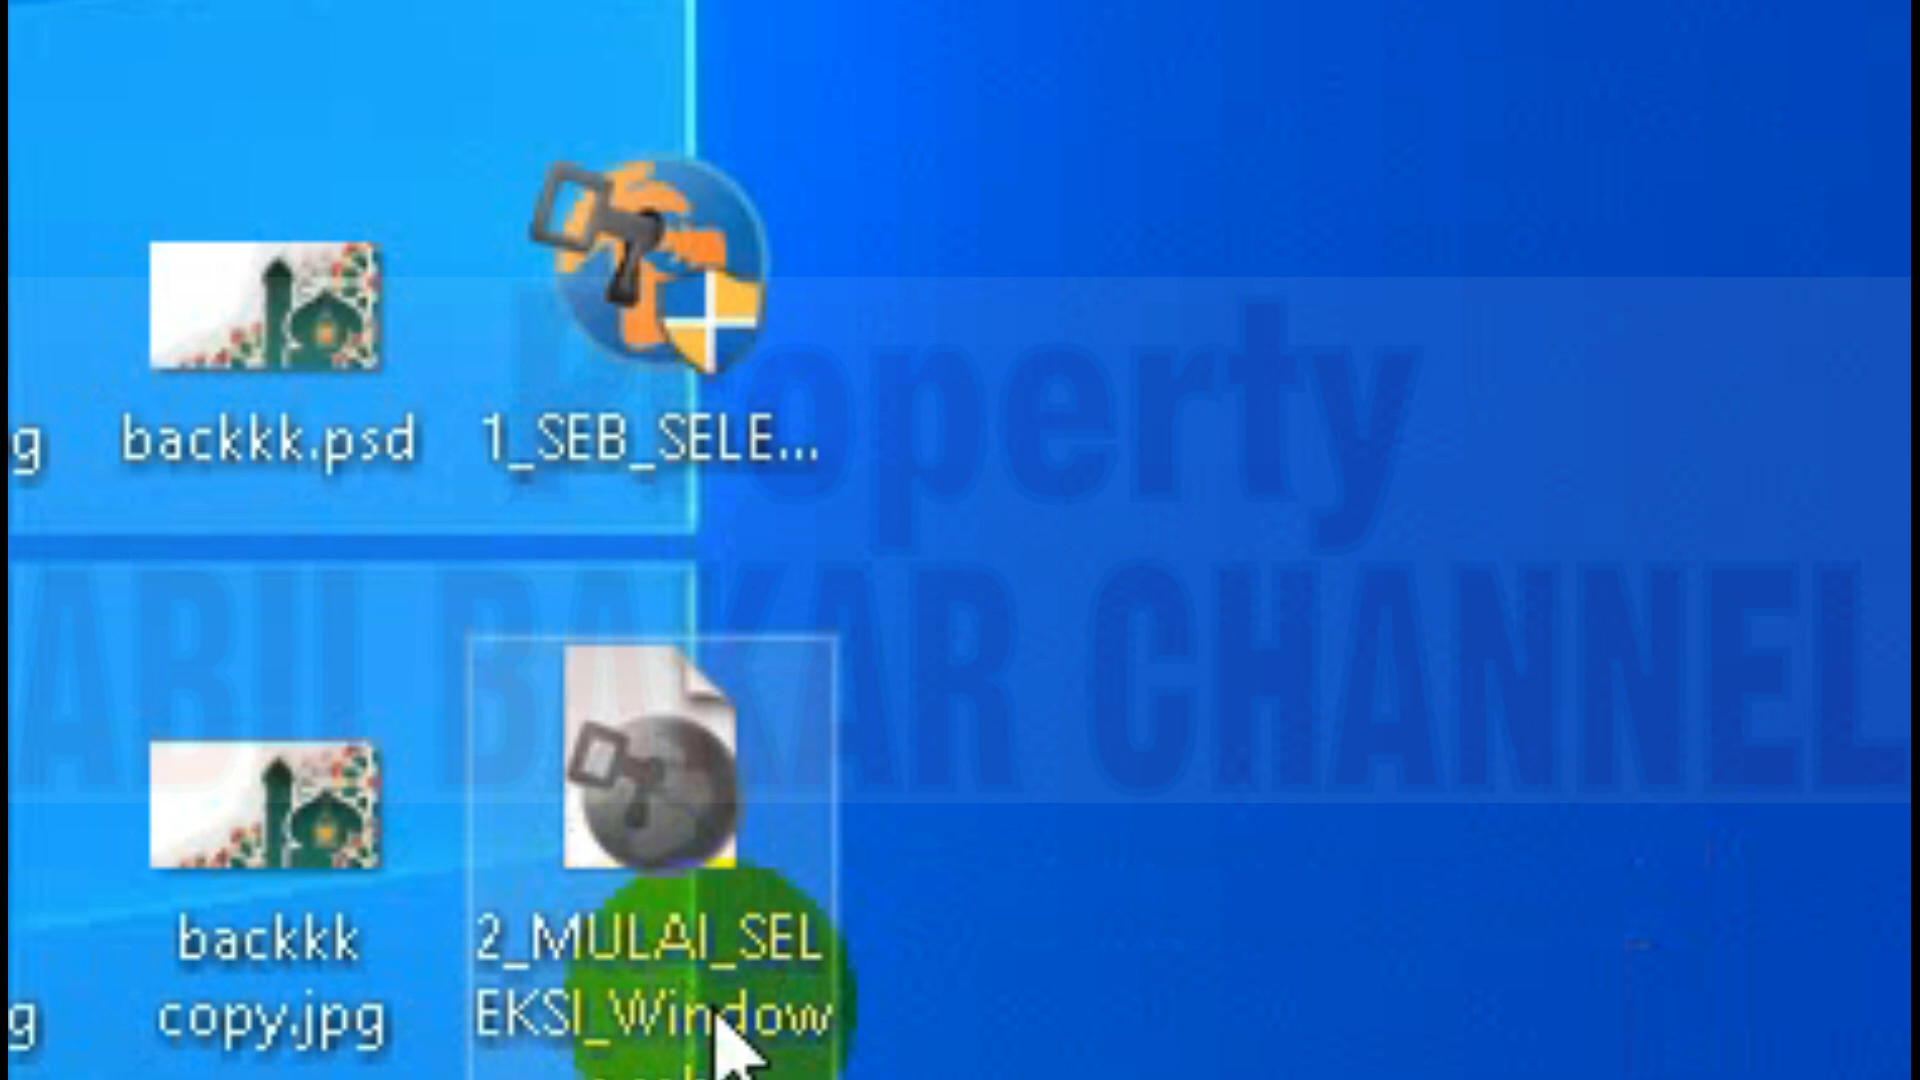 Property
ABU BAKAR CHANNEL
g
backkk.psd
1_SEB_SELE...
g
backkk
copy.jpg
2_MULAI_SEL
EKSI_Window